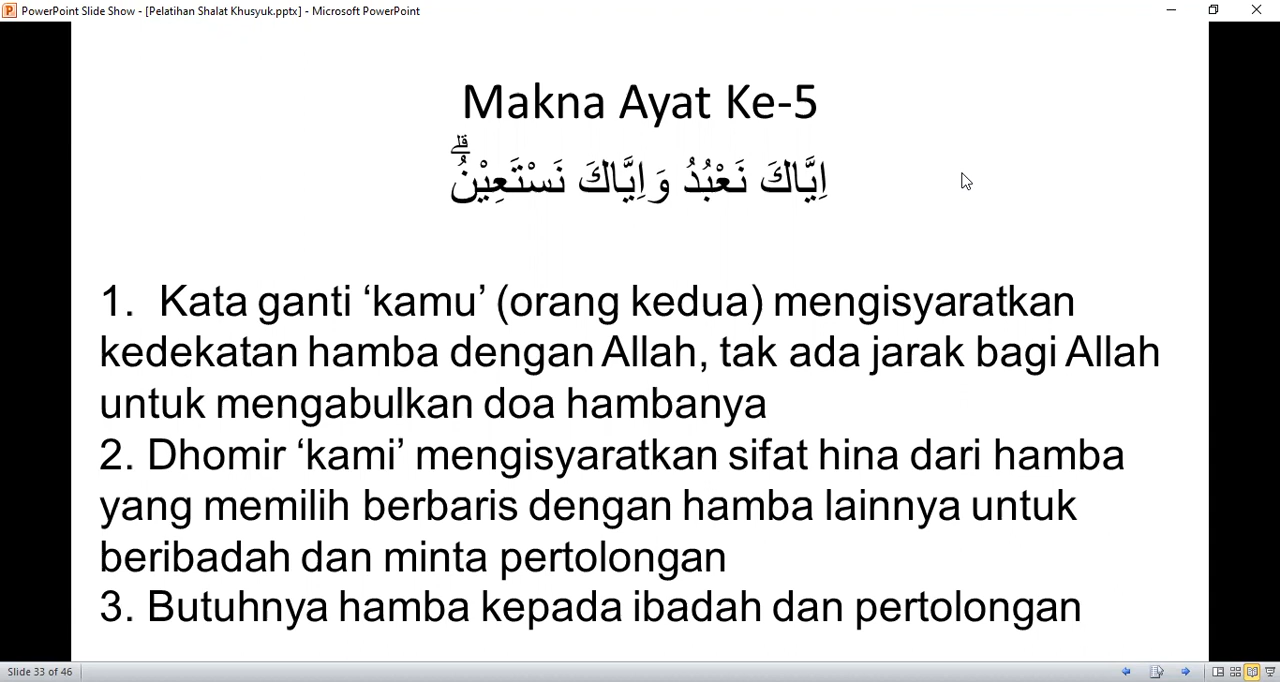 PowerPoint Slide Show - [Pelatihan Shalat Khusyuk.pptx] - Microsoft PowerPoint
Makna Ayat Ke-5
اِيَّاكَ نَعْبُدُ وَاِيَّاكَ نَسْتَعِيْنُۗ
1. Kata ganti ‘kamu’ (orang kedua) mengisyaratkan
kedekatan hamba dengan Allah, tak ada jarak bagi Allah
untuk mengabulkan doa hambanya
2. Dhomir ‘kami’ mengisyaratkan sifat hina dari hamba
yang memilih berbaris dengan hamba lainnya untuk
beribadah dan minta pertolongan
3. Butuhnya hamba kepada ibadah dan pertolongan
Slide 33 of 46